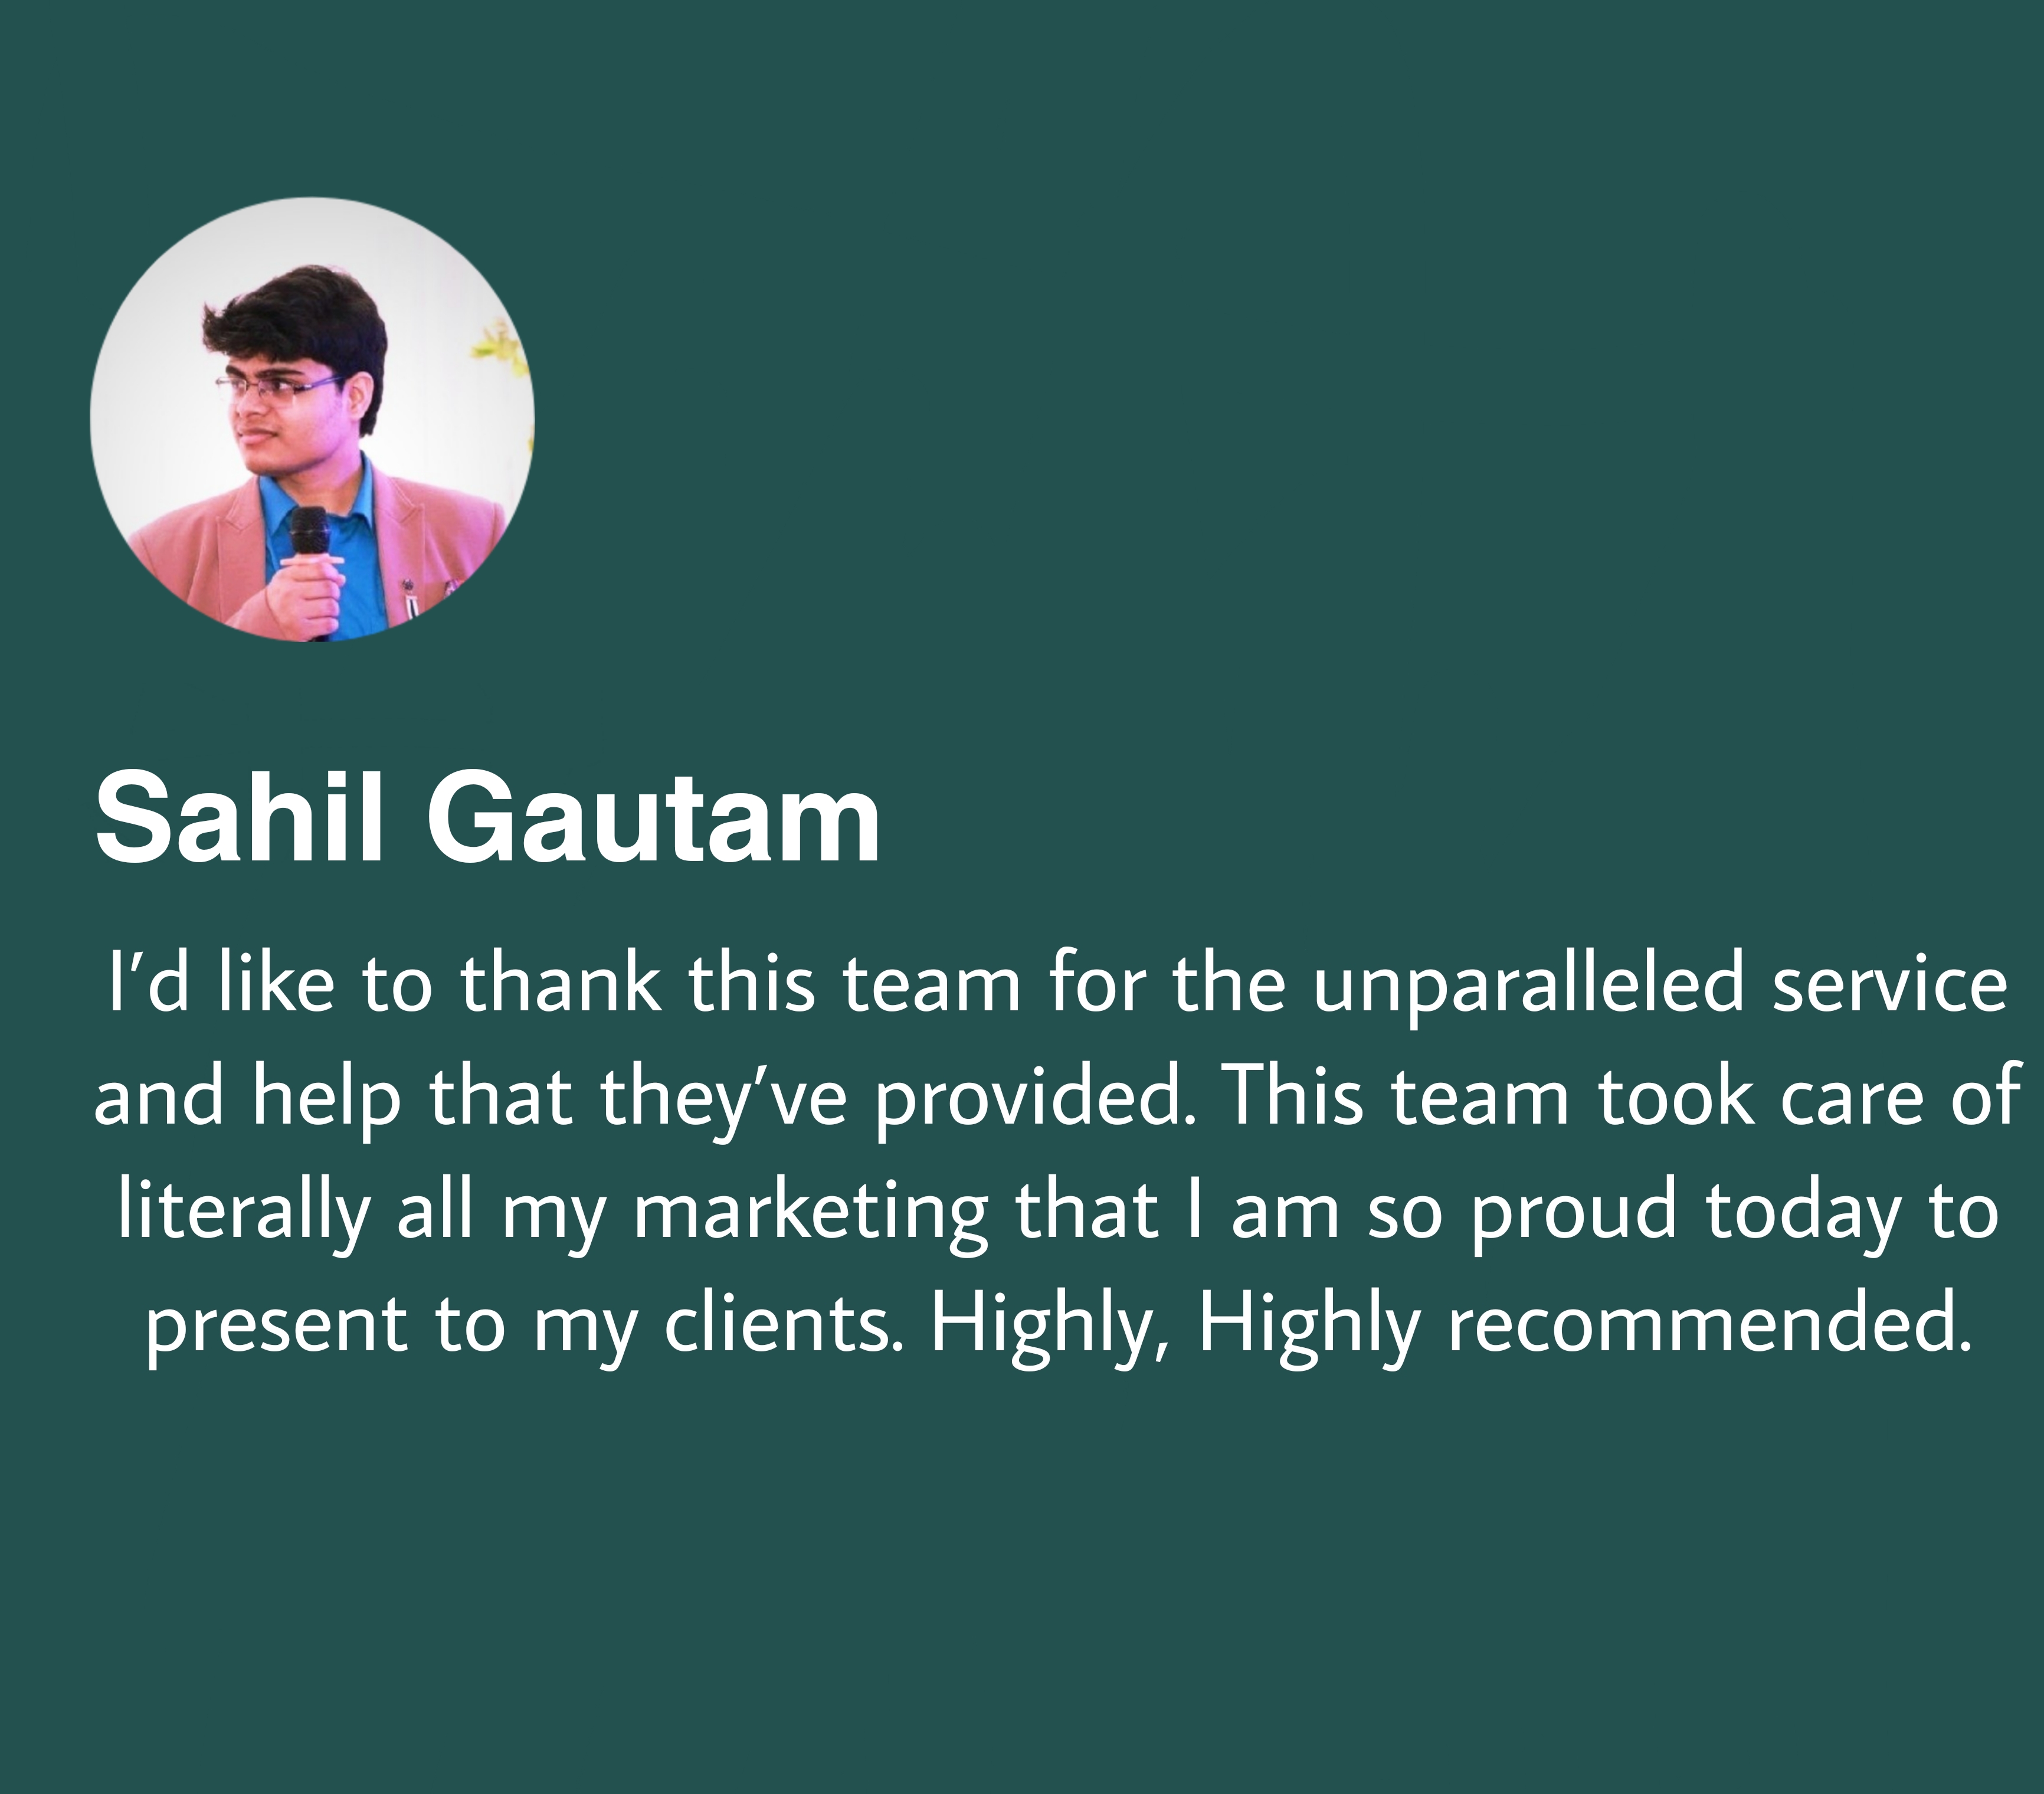 Sahil Gautam
I'd like to thank this team for the unparalleled service
and help that they've provided. This team took care of
literally all my marketing that I am so proud today to
present to my clients. Highly, Highly recommended.